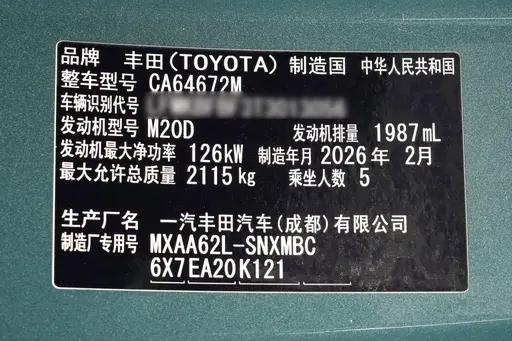 品牌 丰田(TOYOTA) 制造国 中华人民共和国
整车型号 CA64672M
车辆识别代号
发动机型号 M20D 发动机排量 1987mL
发动机最大净功率 126kW 制造年月 2026年 2月
最大允许总质量 2115kg 乘坐人数 5
生产厂名 一汽丰田汽车(成都)有限公司
制造厂专用号 MXAA62L-SNXMBC
6X7EA20K121